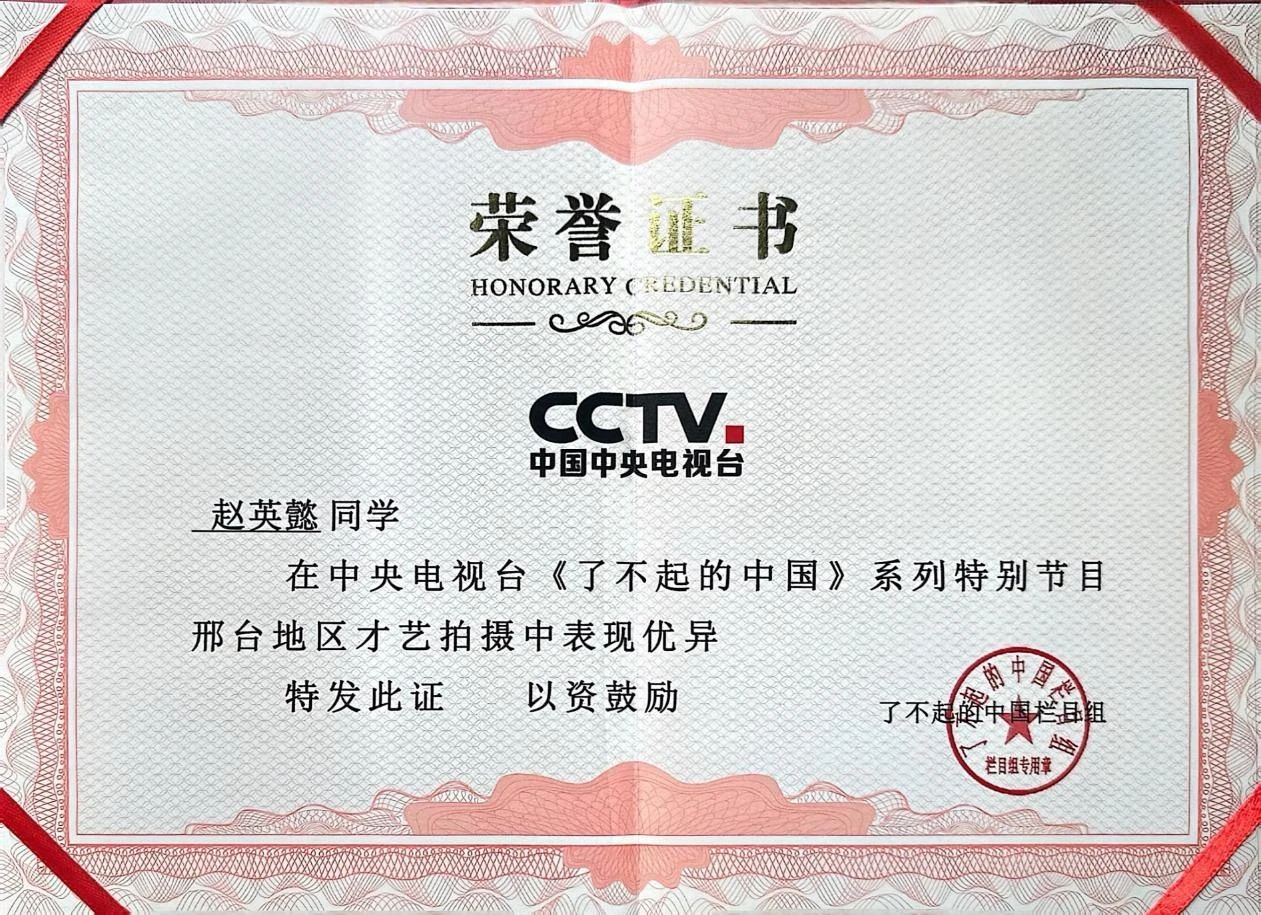 荣誉证书
HONORARY CREDENTIAL
CCTV.
中国中央电视台
赵英懿 同学
在中央电视台《了不起的中国》系列特别节目
邢台地区才艺拍摄中表现优异
特发此证 以资鼓励
了不起的中国栏目组
了不起的中国栏目组
栏目组专用章